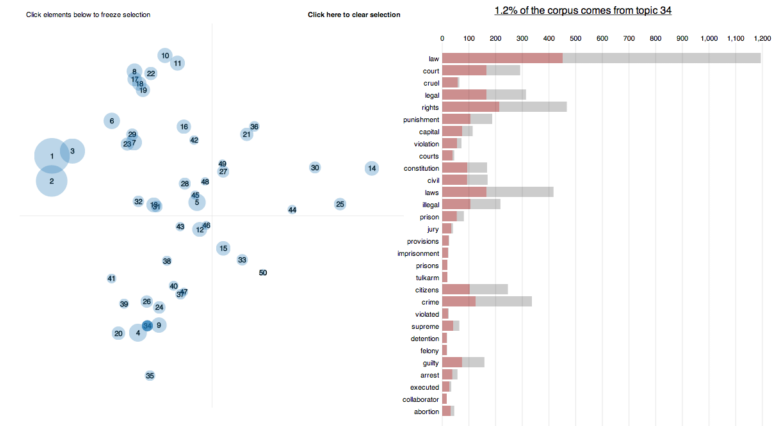 Click elements below to freeze selection
Click here to clear selection
10
11
8
22
17
18
19
6
16
36
21
29
7
23
42
1
3
2
49
27
30
14
28
48
45
5
32
31
25
44
43
46
12
15
38
33
50
41
40
47
37
26
39
24
34
9
20
4
35
1.2% of the corpus comes from topic 34
0 100 200 300 400 500 600 700 800 900 1,000 1,100 1,200
law
court
cruel
legal
rights
punishment
capital
violation
courts
constitution
civil
laws
illegal
prison
jury
provisions
imprisonment
prisons
tulkarm
citizens
crime
violated
supreme
detention
felony
guilty
arrest
executed
collaborator
abortion